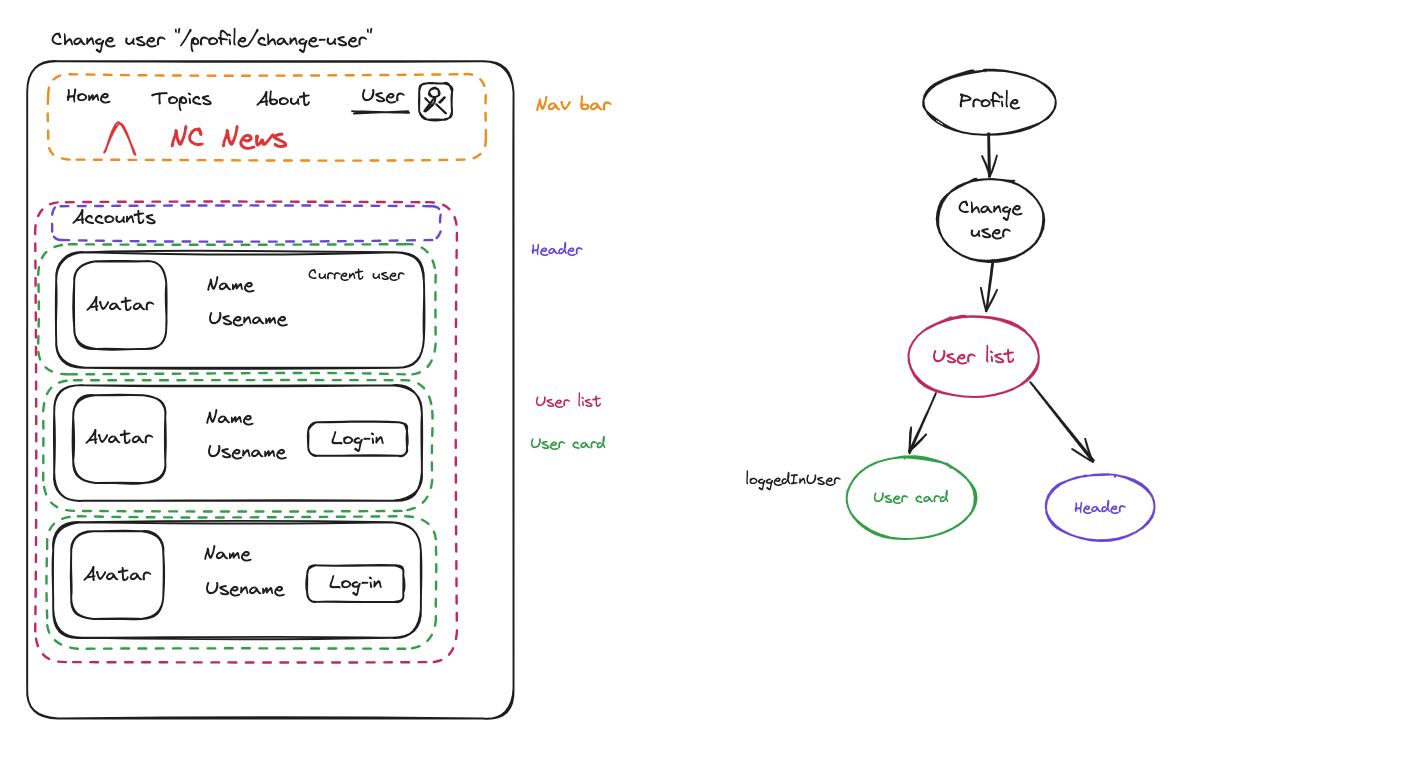 Change user "/profile/change-user"
Home Topics About User
NC News
Nav bar
Accounts
Header
Avatar
Name
Current user
Usename
User list
User card
Avatar
Name
Usename
Log-in
Avatar
Name
Usename
Log-in
Profile
Change
user
User list
loggedInUser
User card
Header